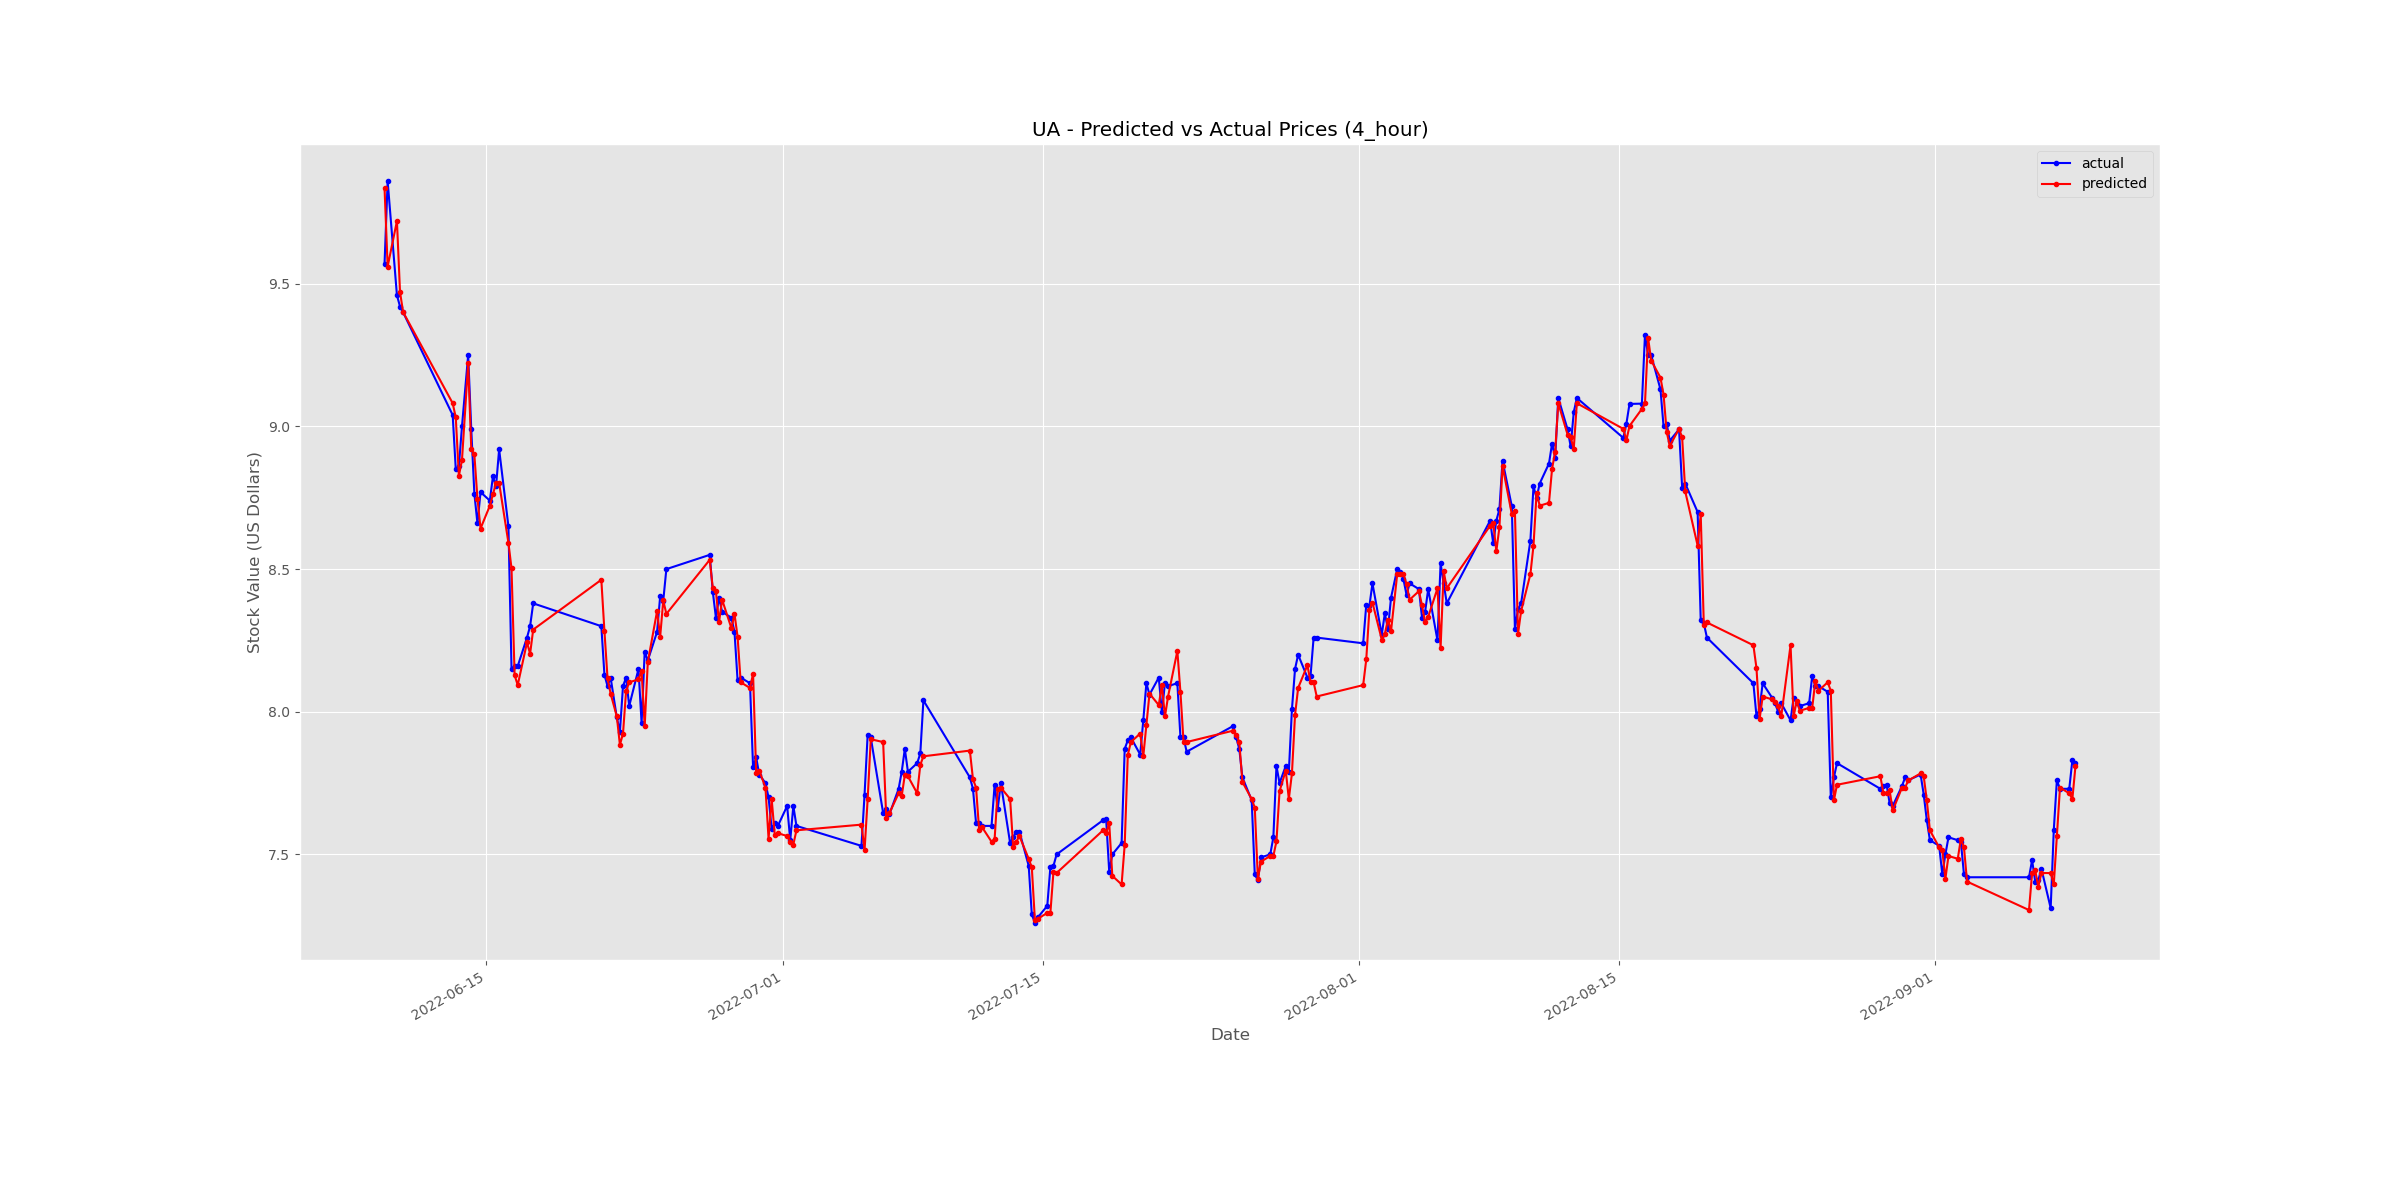 UA - Predicted vs Actual Prices (4_hour)
actual
predicted
Stock Value (US Dollars)
9.5
9.0
8.5
8.0
7.5
2022-06-15
2022-07-01
2022-07-15
2022-08-01
2022-08-15
2022-09-01
Date